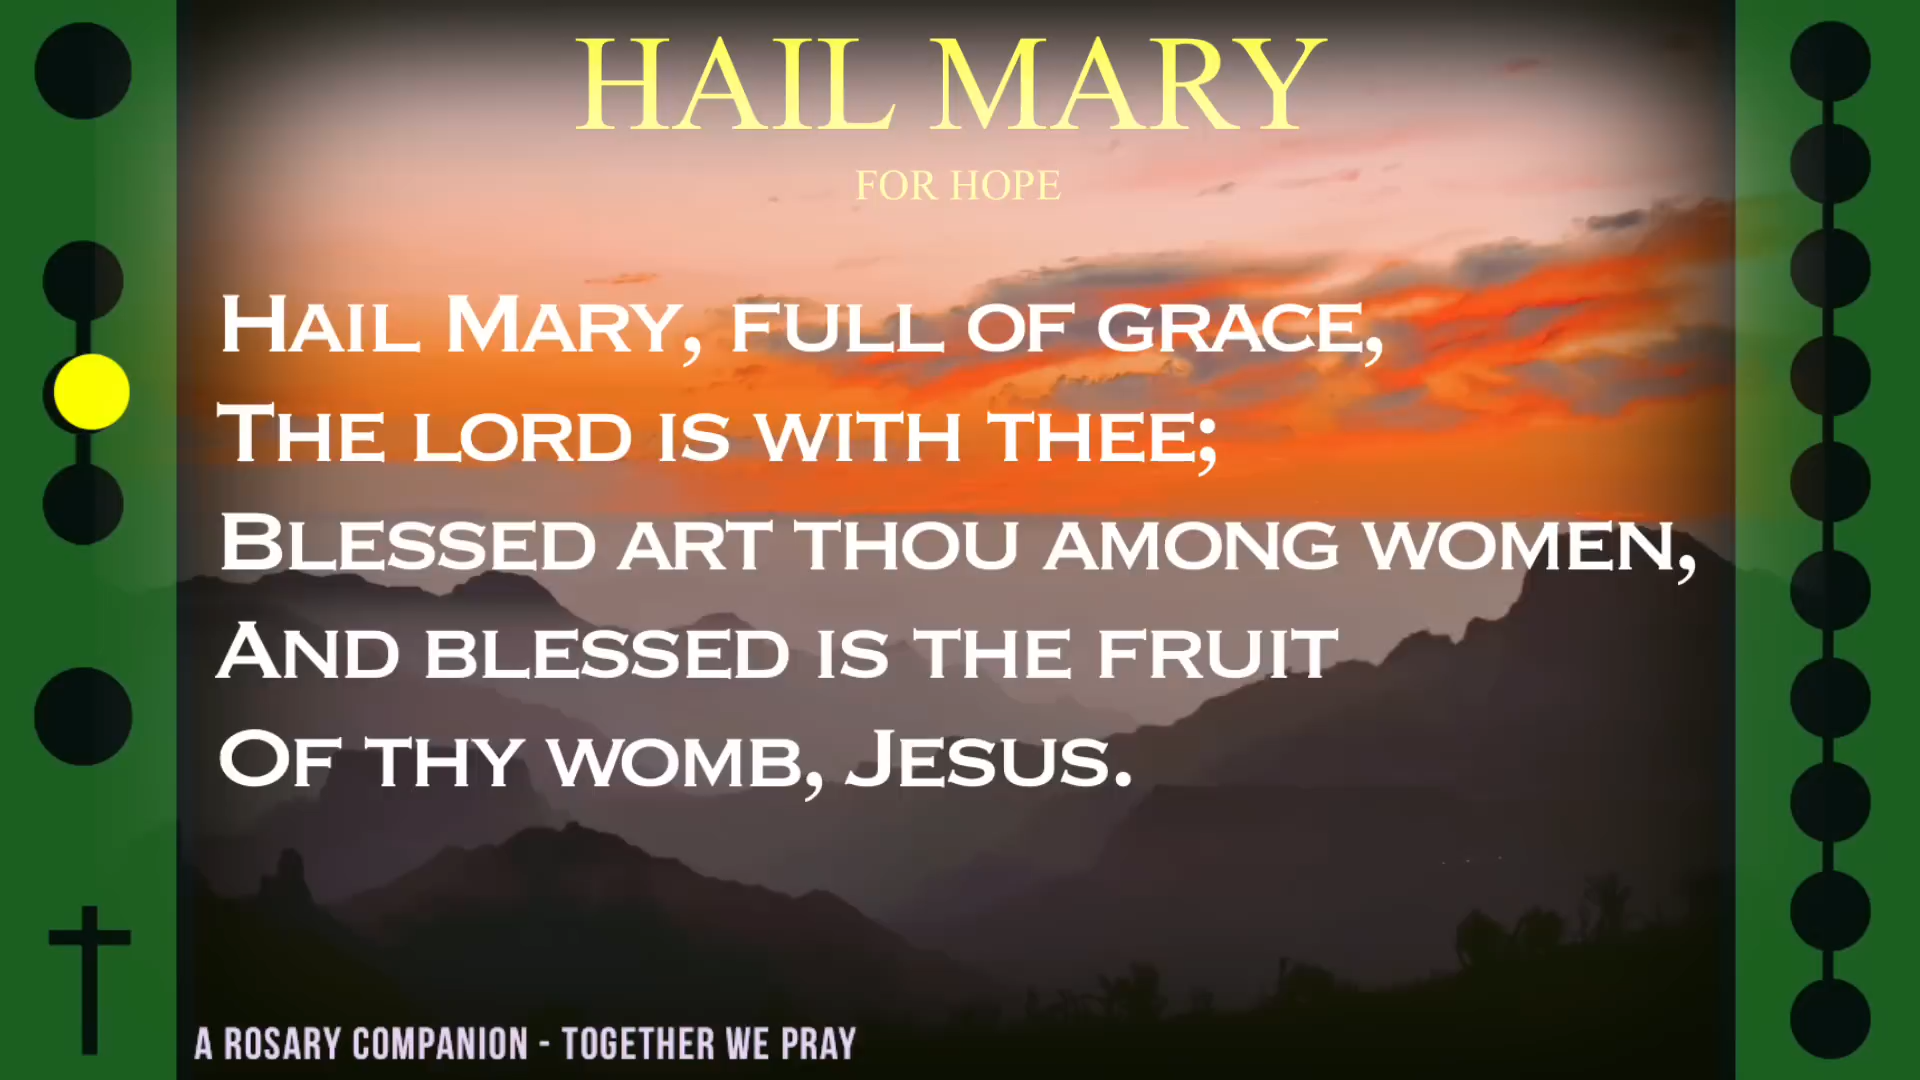 HAIL MARY
FOR HOPE
Hail Mary, full of grace,
The lord is with thee;
Blessed art thou among women,
And blessed is the fruit
Of thy womb, Jesus.
A ROSARY COMPANION - TOGETHER WE PRAY